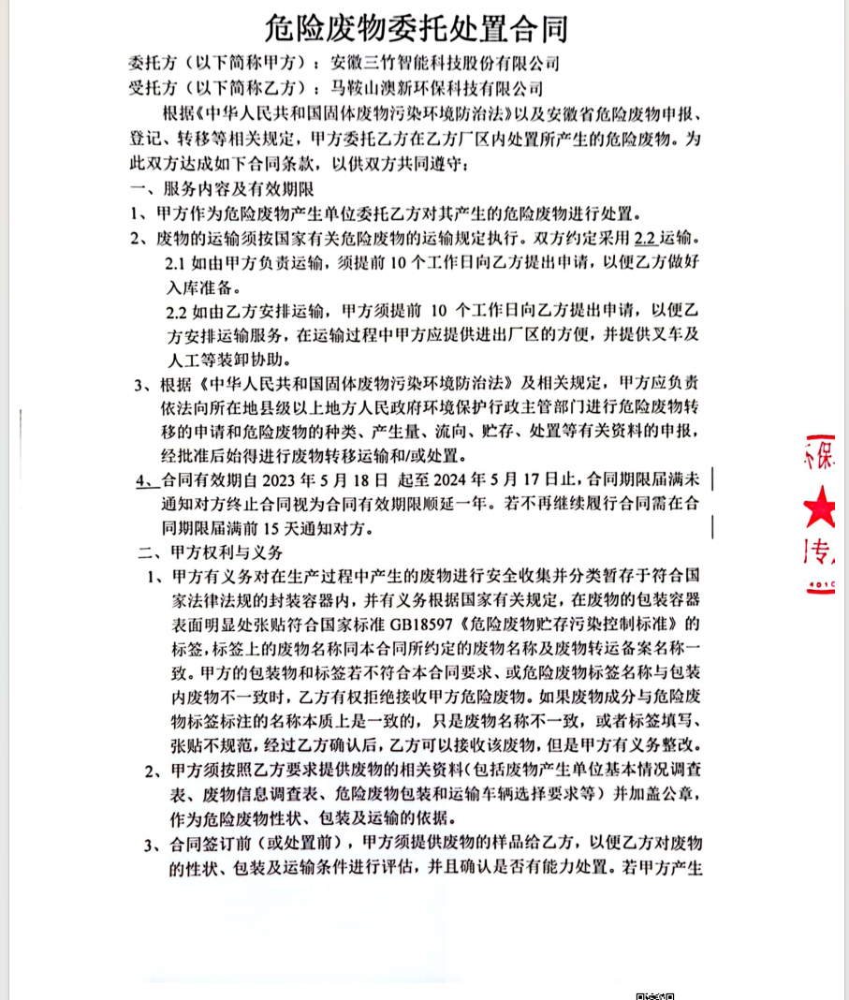 危险废物委托处置合同
委托方（以下简称甲方）：安徽三竹智能科技股份有限公司
受托方（以下简称乙方）：马鞍山澳新环保科技有限公司
根据《中华人民共和国固体废物污染环境防治法》以及安徽省危险废物申报、
登记、转移等相关规定，甲方委托乙方在乙方厂区内处置所产生的危险废物。为
此双方达成如下合同条款，以供双方共同遵守：
一、服务内容及有效期限
1、甲方作为危险废物产生单位委托乙方对其产生的危险废物进行处置。
2、废物的运输须按国家有关危险废物的运输规定执行。双方约定采用 2.2 运输。
2.1 如由甲方负责运输，须提前 10 个工作日向乙方提出申请，以便乙方做好
入库准备。
2.2 如由乙方安排运输，甲方须提前 10 个工作日向乙方提出申请，以便乙
方安排运输服务，在运输过程中甲方应提供进出厂区的方便，并提供叉车及
人工等装卸协助。
3、根据《中华人民共和国固体废物污染环境防治法》及相关规定，甲方应负责
依法向所在地县级以上地方人民政府环境保护行政主管部门进行危险废物转
移的申请和危险废物的种类、产生量、流向、贮存、处置等有关资料的申报，
经批准后始得进行废物转移运输和/或处置。
4、合同有效期自 2023 年 5 月 18 日 起至 2024 年 5 月 17 日止，合同期限届满未
通知对方终止合同视为合同有效期限顺延一年。若不再继续履行合同需在合
同期限届满前 15 天通知对方。
二、甲方权利与义务
1、甲方有义务对在生产过程中产生的废物进行安全收集并分类暂存于符合国
家法律法规的封装容器内，并有义务根据国家有关规定，在废物的包装容器
表面明显处张贴符合国家标准 GB18597《危险废物贮存污染控制标准》的
标签，标签上的废物名称同本合同所约定的废物名称及废物转运备案名称一
致。甲方的包装物和标签若不符合本合同要求、或危险废物标签名称与包装
内废物不一致时，乙方有权拒绝接收甲方危险废物。如果废物成分与危险废
物标签标注的名称本质上是一致的，只是废物名称不一致，或者标签填写、
张贴不规范，经过乙方确认后，乙方可以接收该废物，但是甲方有义务整改。
2、甲方须按照乙方要求提供废物的相关资料（包括废物产生单位基本情况调查
表、废物信息调查表、危险废物包装和运输车辆选择要求等）并加盖公章，
作为危险废物性状、包装及运输的依据。
3、合同签订前（或处置前），甲方须提供废物的样品给乙方，以便乙方对废物
的性状、包装及运输条件进行评估，并且确认是否有能力处置。若甲方产生
保
专